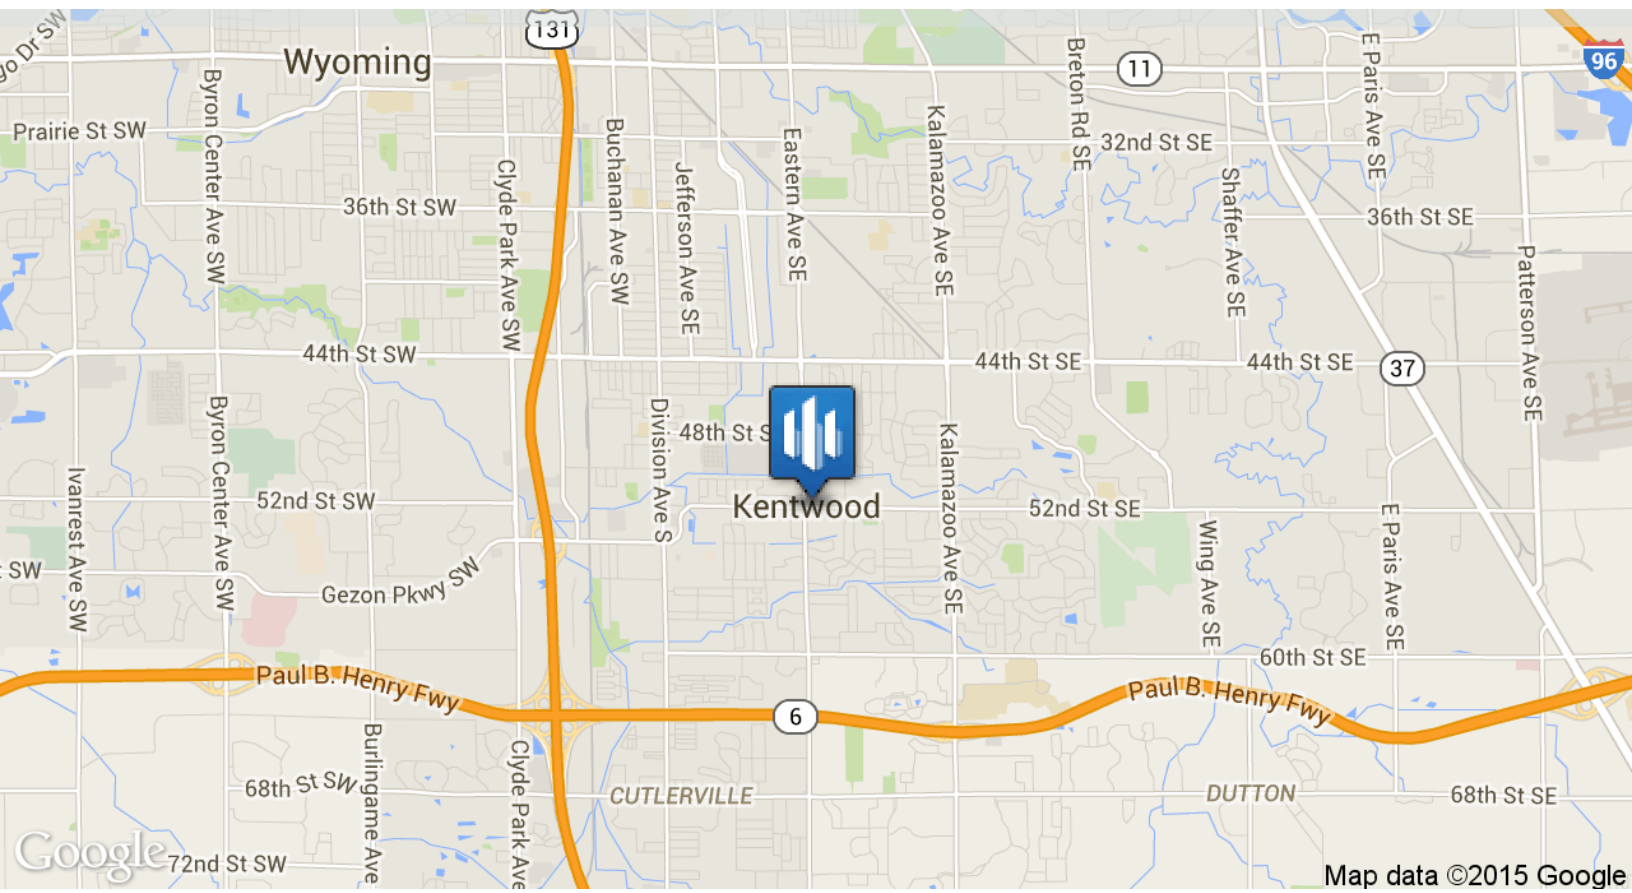 131
Wyoming
11
96
go Dr SW
Prairie St SW
Byron Center Ave SW
Clyde Park Ave SW
Buchanan Ave SW
Jefferson Ave SE
Eastern Ave SE
Kalamazoo Ave SE
Breton Rd SE
32nd St SE
E Paris Ave SE
Shaffer Ave SE
36th St SW
36th St SE
Patterson Ave SE
44th St SW
44th St SE
44th St SE
37
Byron Center Ave SW
Division Ave S
48th St S
Kalamazoo Ave SE
Ivanrest Ave SW
52nd St SW
Kentwood
52nd St SE
Wing Ave SE
E Paris Ave SE
SW
Gezon Pkwy SW
60th St SE
Paul B. Henry Fwy
6
Paul B. Henry Fwy
Burlingame Ave
Clyde Park Ave
68th St SW
CUTLERVILLE
DUTTON
68th St SE
Google
72nd St SW
Map data ©2015 Google